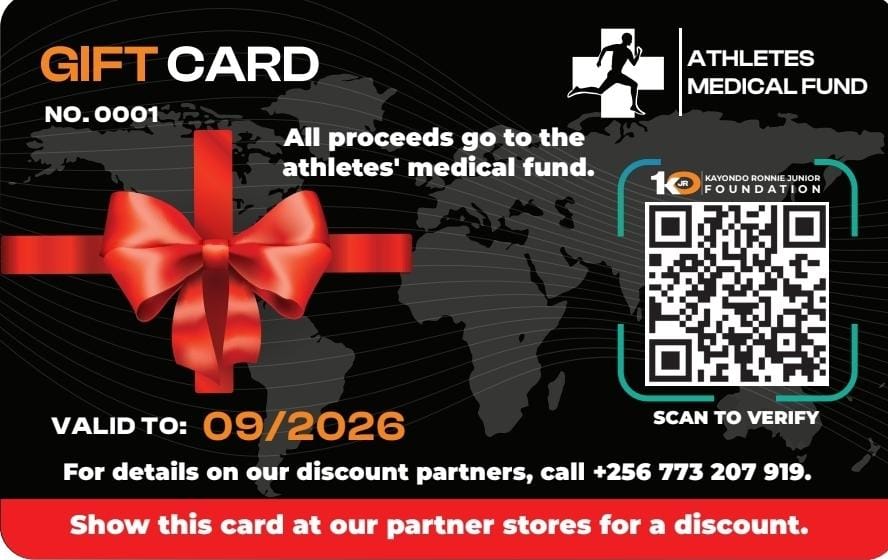 GIFT CARD
NO. 0001
ATHLETES
MEDICAL FUND
All proceeds go to the
athletes' medical fund.
1KJR
KAYONDO RONNIE JUNIOR
FOUNDATION
SCAN TO VERIFY
VALID TO: 09/2026
For details on our discount partners, call +256 773 207 919.
Show this card at our partner stores for a discount.